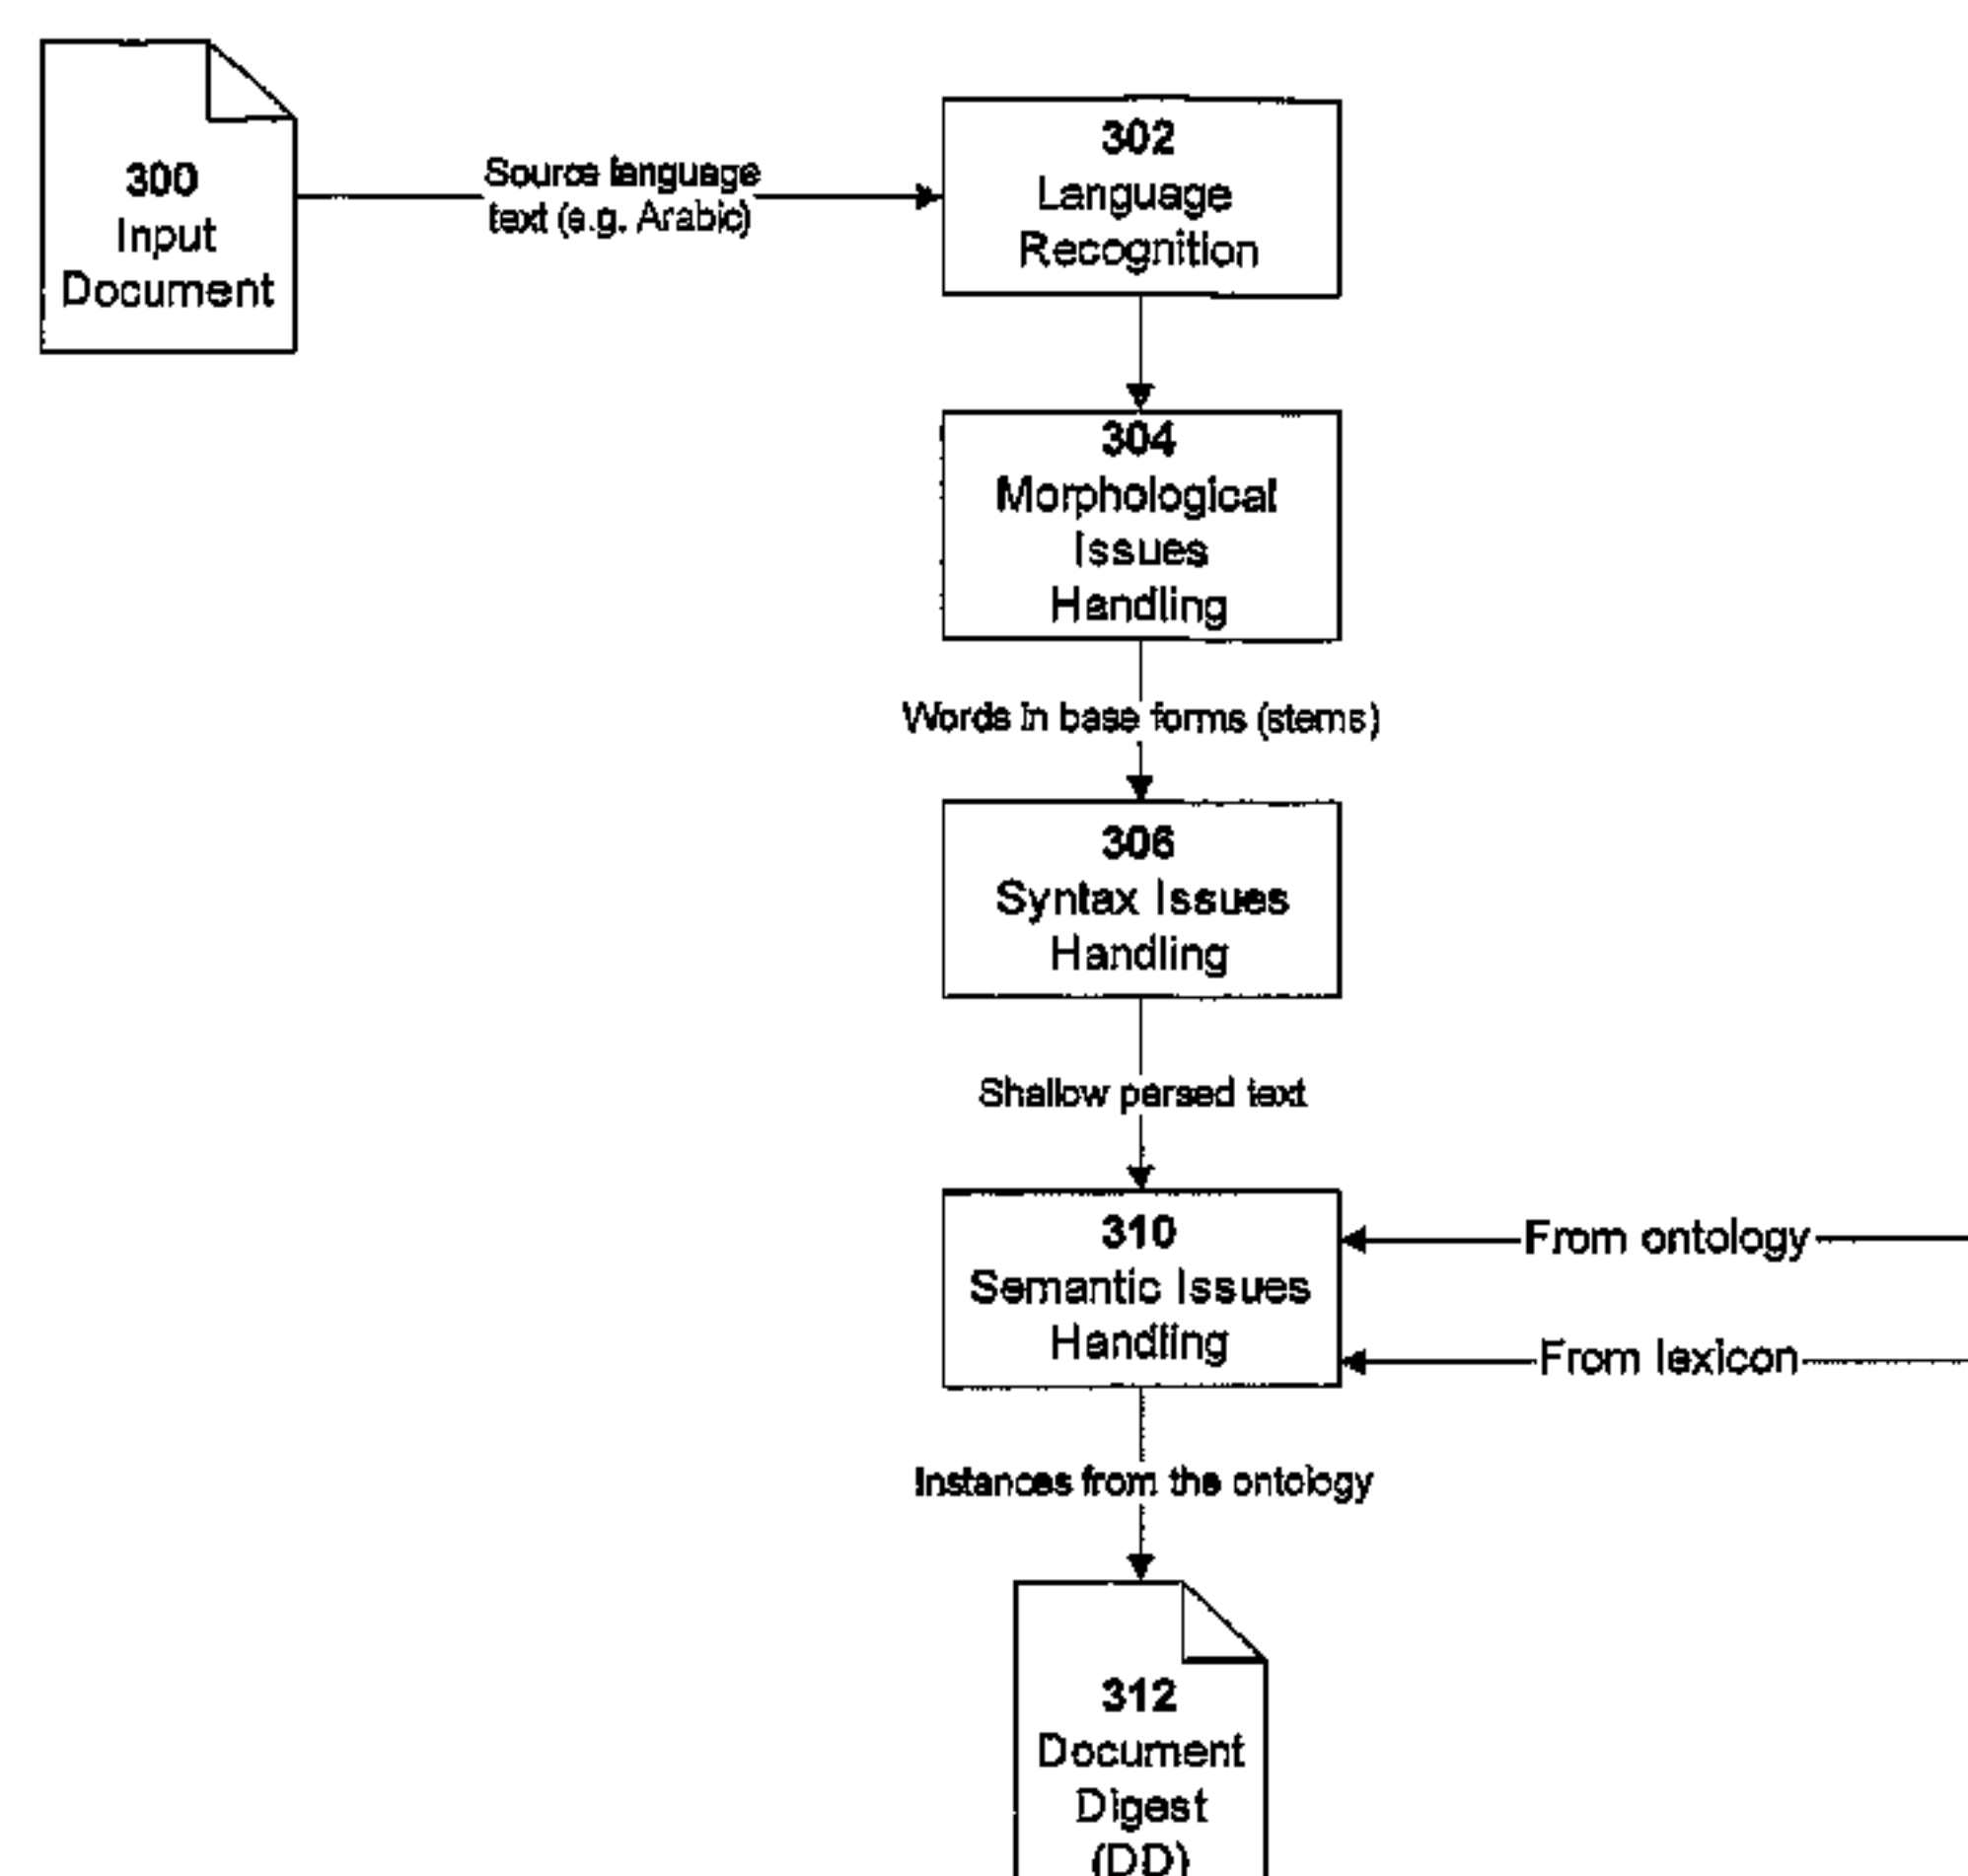 300
Input
Document
Source language
text (e.g. Arabic)
302
Language
Recognition
304
Morphological
Issues
Handling
Words in base forms (stems)
306
Syntax Issues
Handling
Shallow parsed text
310
Semantic Issues
Handling
From ontology
From lexicon
Instances from the ontology
312
Document
Digest
(DD)